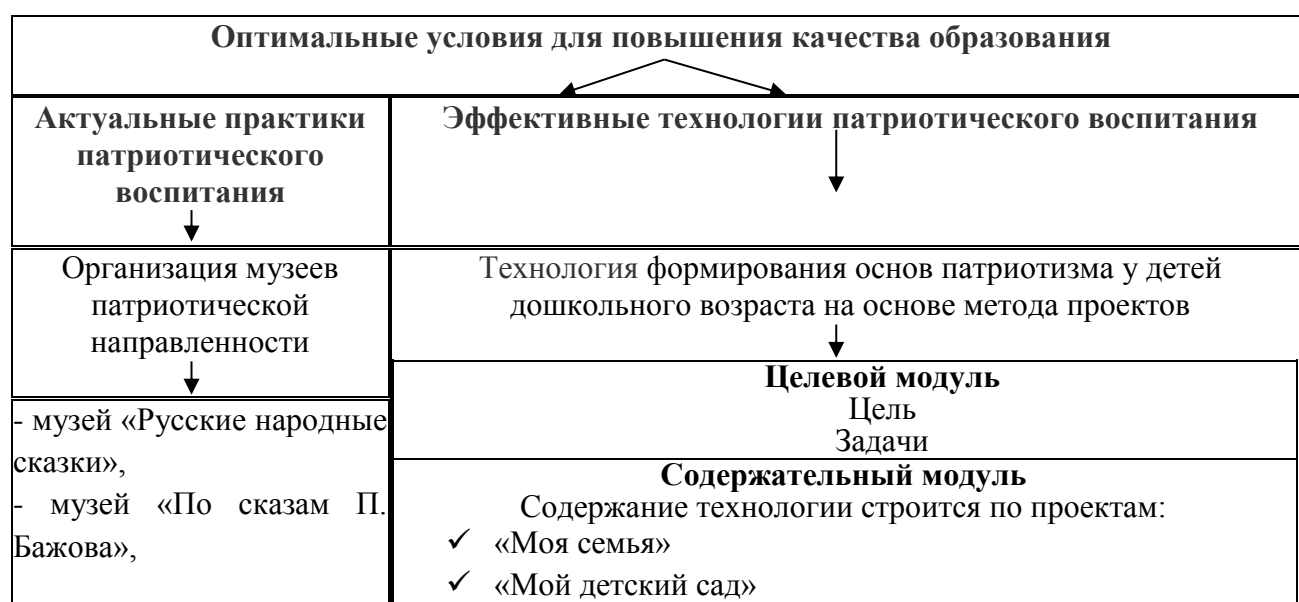 Оптимальные условия для повышения качества образования
Актуальные практики
патриотического
воспитания
Эффективные технологии патриотического воспитания
Организация музеев
патриотической
направленности
- музей «Русские народные
сказки»,
- музей «По сказам П.
Бажова»,
Технология формирования основ патриотизма у детей
дошкольного возраста на основе метода проектов
Целевой модуль
Цель
Задачи
Содержательный модуль
Содержание технологии строится по проектам:
✓ «Моя семья»
✓ «Мой детский сад»